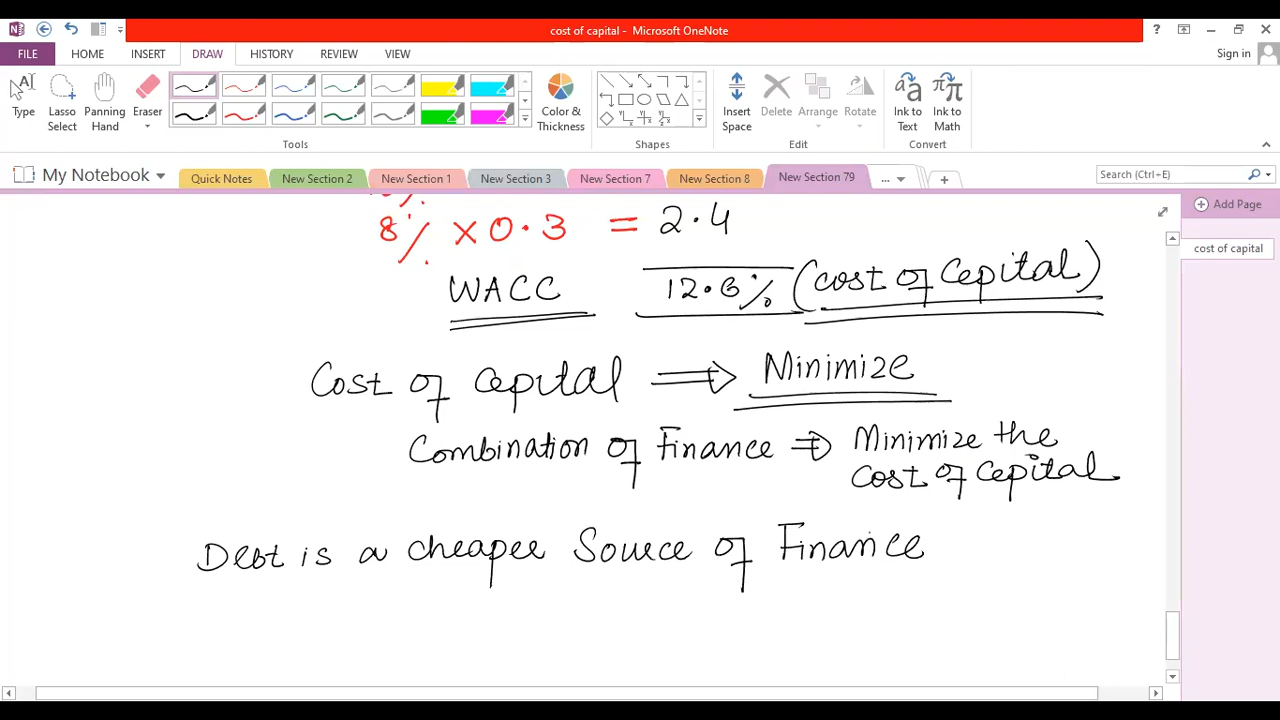 cost of capital - Microsoft OneNote
FILE HOME INSERT DRAW HISTORY REVIEW VIEW
Sign in
Type
Lasso Select
Panning Hand
Eraser
Color & Thickness
Insert Space
Delete
Arrange
Rotate
Ink to Text
Ink to Math
Tools Shapes Edit Convert
My Notebook
Quick Notes New Section 2 New Section 1 New Section 3 New Section 7 New Section 8 New Section 79 ...
Search (Ctrl+E)
Add Page
cost of capital
8% × 0.3 = 2.4
WACC 12.6% (cost of Cepital)
Cost of cepital ⇒ Minimize
Combination of Finance ⇒ Minimize the
cost of cepital
Debt is a cheaper Source of Finance